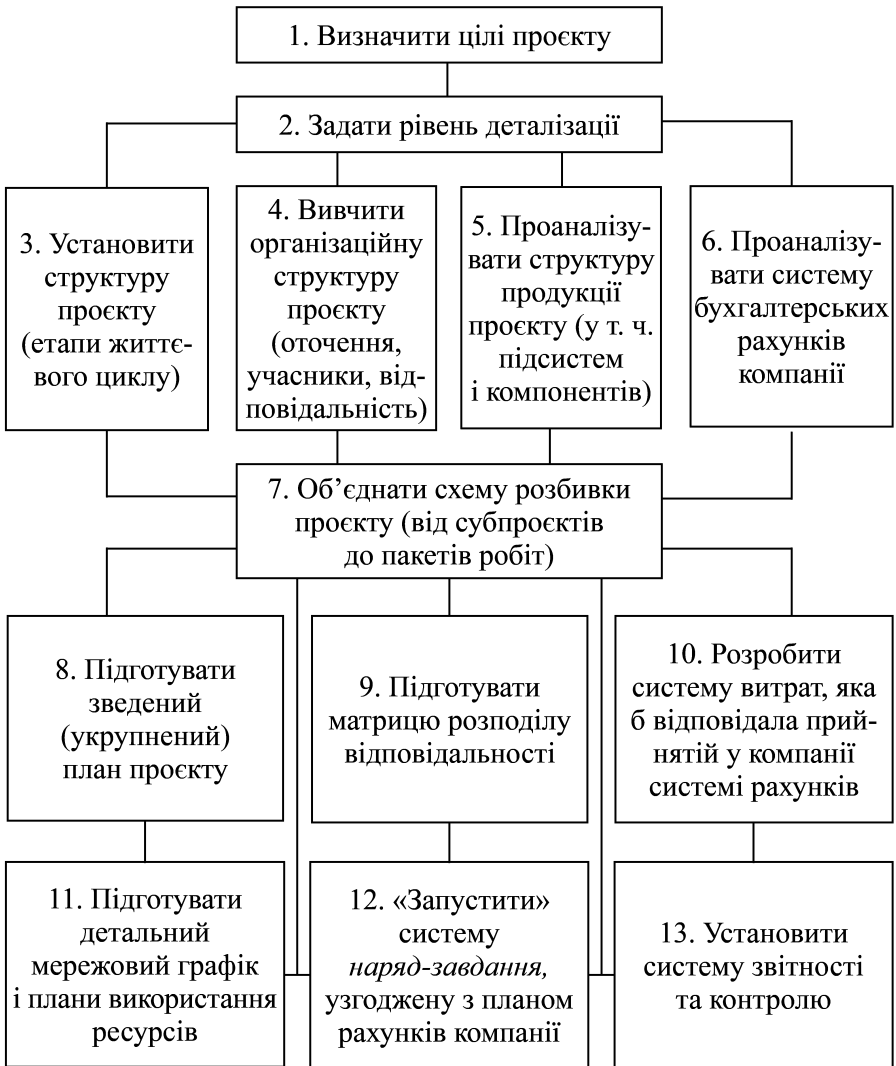 1. Визначити цілі проєкту
2. Задати рівень деталізації
3. Установити
структуру
проєкту
(етапи життє-
вого циклу)
4. Вивчити
організаційну
структуру
проєкту
(оточення,
учасники, від-
повідальність)
5. Проаналізу-
вати структуру
продукції
проєкту (у т. ч.
підсистем
і компонентів)
6. Проаналізу-
вати систему
бухгалтерських
рахунків
компанії
7. Об’єднати схему розбивки
проєкту (від субпроєктів
до пакетів робіт)
8. Підготувати
зведений
(укрупнений)
план проєкту
9. Підготувати
матрицю розподілу
відповідальності
10. Розробити
систему витрат, яка
б відповідала прий-
нятій у компанії
системі рахунків
11. Підготувати
детальний
мережовий графік
і плани використання
ресурсів
12. «Запустити»
систему
наряд-завдання,
узгоджену з планом
рахунків компанії
13. Установити
систему звітності
та контролю